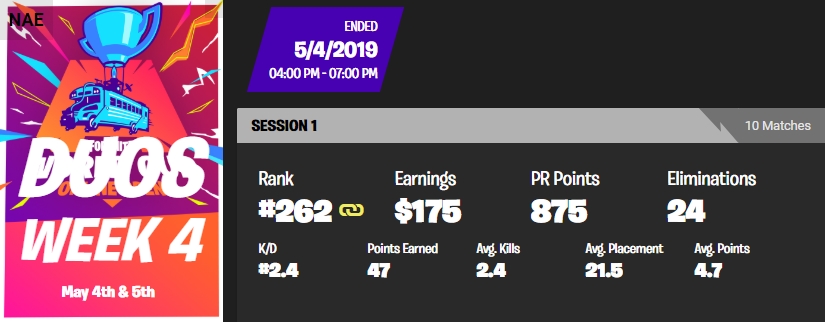 NAE
DUOS
WEEK 4
May 4th & 5th
ENDED
5/4/2019
04:00 PM - 07:00 PM
SESSION 1
10 Matches
Rank
Earnings
PR Points
Eliminations
#262
$175
875
24
K/D
Points Earned
Avg. Kills
Avg. Placement
Avg. Points
#2.4
47
2.4
21.5
4.7